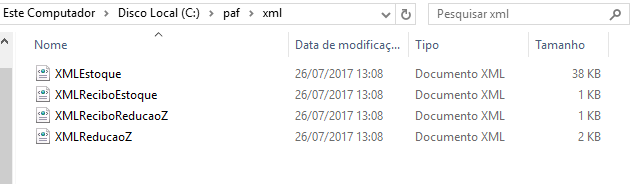 Este Computador > Disco Local (C:) > paf > xml
Pesquisar xml
Nome Data de modificaç... Tipo Tamanho
XMLEstoque 26/07/2017 13:08 Documento XML 38 KB
XMLReciboEstoque 26/07/2017 13:08 Documento XML 1 KB
XMLReciboReducaoZ 26/07/2017 13:08 Documento XML 1 KB
XMLReducaoZ 26/07/2017 13:08 Documento XML 2 KB